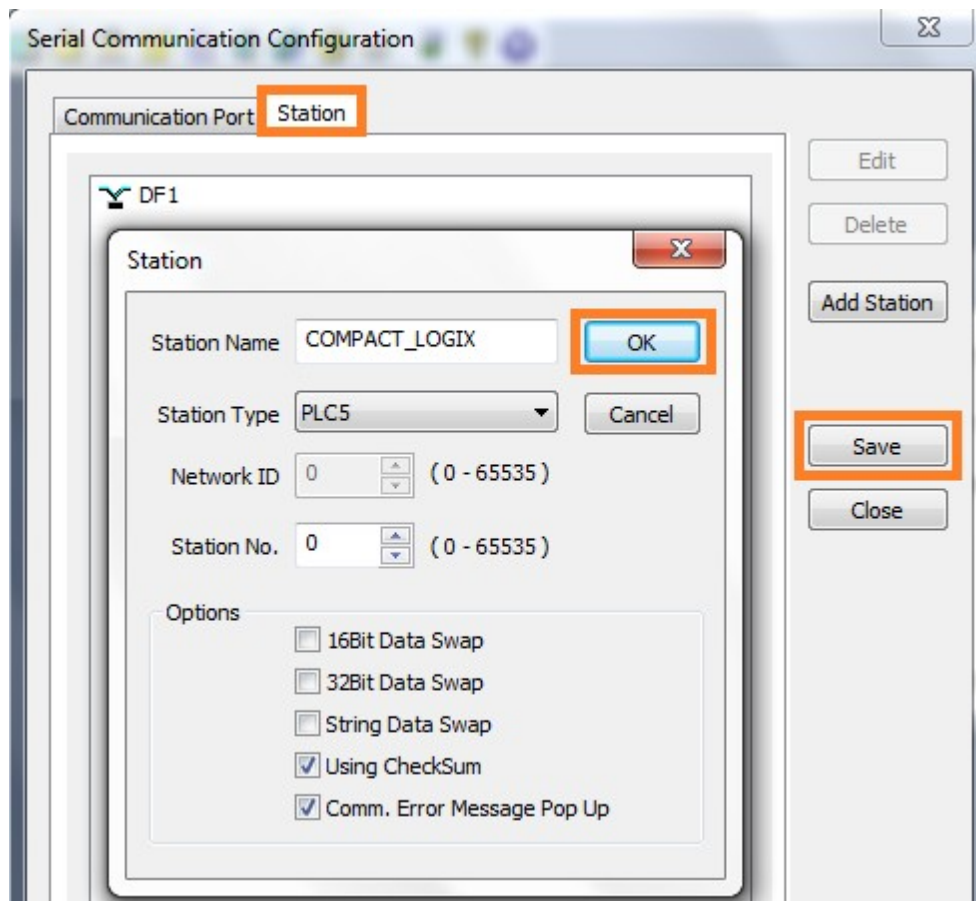 Serial Communication Configuration
Communication Port Station
Edit
DF1
Delete
Station
Add Station
Station Name COMPACT_LOGIX OK
Station Type PLC5 Cancel
Save
Network ID 0 ( 0 - 65535 )
Close
Station No. 0 ( 0 - 65535 )
Options
16Bit Data Swap
32Bit Data Swap
String Data Swap
Using CheckSum
Comm. Error Message Pop Up